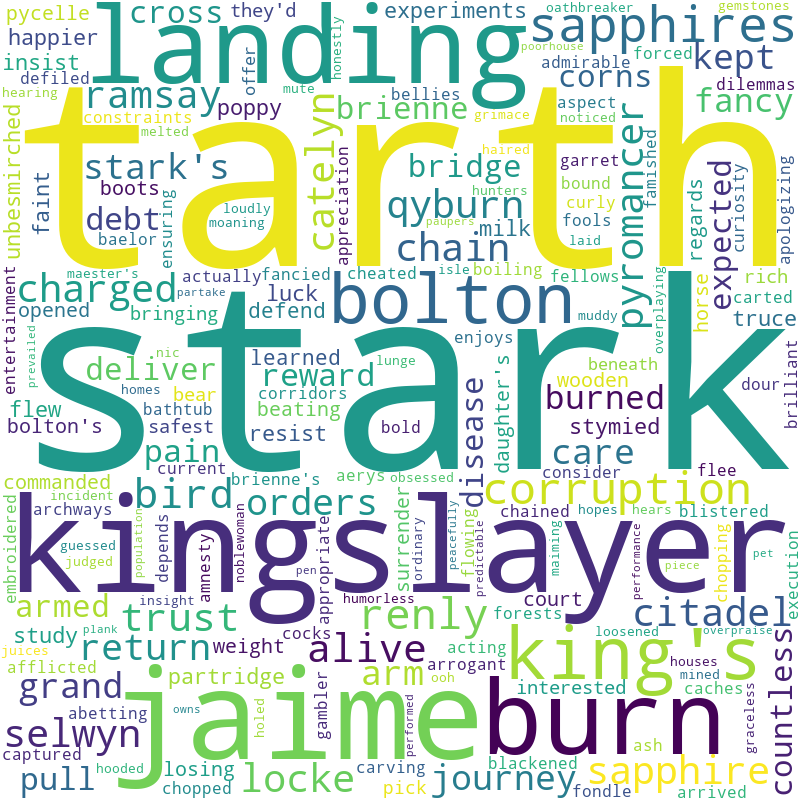 pycelle cross they'd experiments oathbreaker gemstones
happier landing honestly poorhouse sapphires
insist offer admirable forced kept
defiled ramsay mute bellies corns dilemmas
hearing constraints poppy brienne grimace aspect fancy
unbesmirched melted tarth haired noticed
faint stark's catelyn bridge hunters garret famished
boots appreciation qyburn bound curly pyromancer regards curiosity apologizing
debt loudly paupers milk fools expected
baelor ensuring moaning chain laid
maester's actually fancied cheated isle boiling fellows horse rich
entertainment charged partake luck bolton overplaying carted
opened bringing defend muddy truce
prevailed nic learned stark enjoys
deliver reward lunge daughter's beneath brilliant
flew homes corridors wooden dour
bear bathtub beating burned
bolton's safest resist bold stymied
pain disease care
current brienne's aerys obsessed consider flee
commanded incident bird corruption
embroidered archways orders chained hopes hears blistered
guessed depends amnesty noblewoman kingslayer surrender flowing peacefully ordinary predictable maiming population performance chopping pet
judged pen appropriate piece execution
armed insight humorless trust renly court citadel
study plank return weight cocks acting forests loosened overpraise
juices alive arrogant king's houses
afflicted partridge arm ooh interested mined caches countless
grand abetting gambler jaime burn graceless
selwyn owns holed performed ash
captured hooded losing carving blackened sapphire
pull chopped locke pick journey fondle arrived